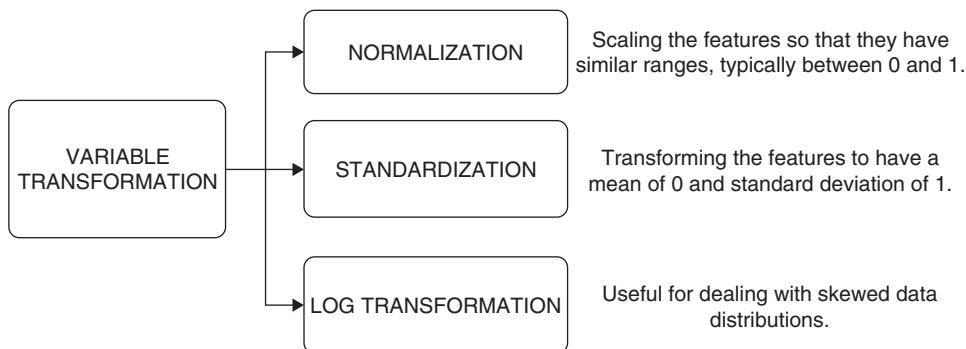 VARIABLE
TRANSFORMATION
NORMALIZATION
Scaling the features so that they have
similar ranges, typically between 0 and 1.
STANDARDIZATION
Transforming the features to have a
mean of 0 and standard deviation of 1.
LOG TRANSFORMATION
Useful for dealing with skewed data
distributions.